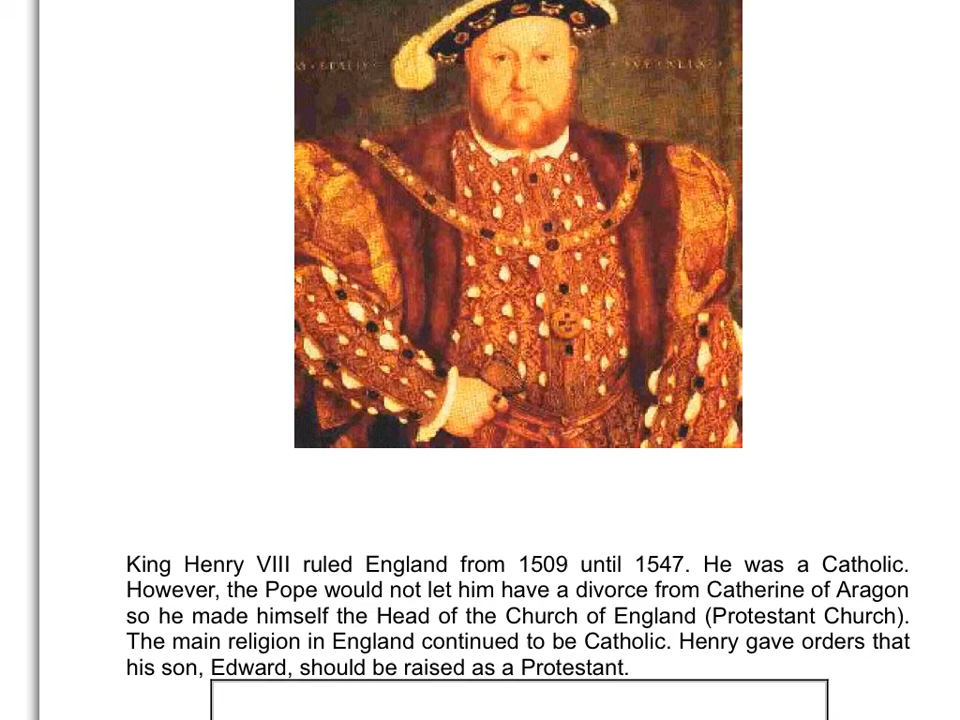 King Henry VIII ruled England from 1509 until 1547. He was a Catholic.
However, the Pope would not let him have a divorce from Catherine of Aragon
so he made himself the Head of the Church of England (Protestant Church).
The main religion in England continued to be Catholic. Henry gave orders that
his son, Edward, should be raised as a Protestant.